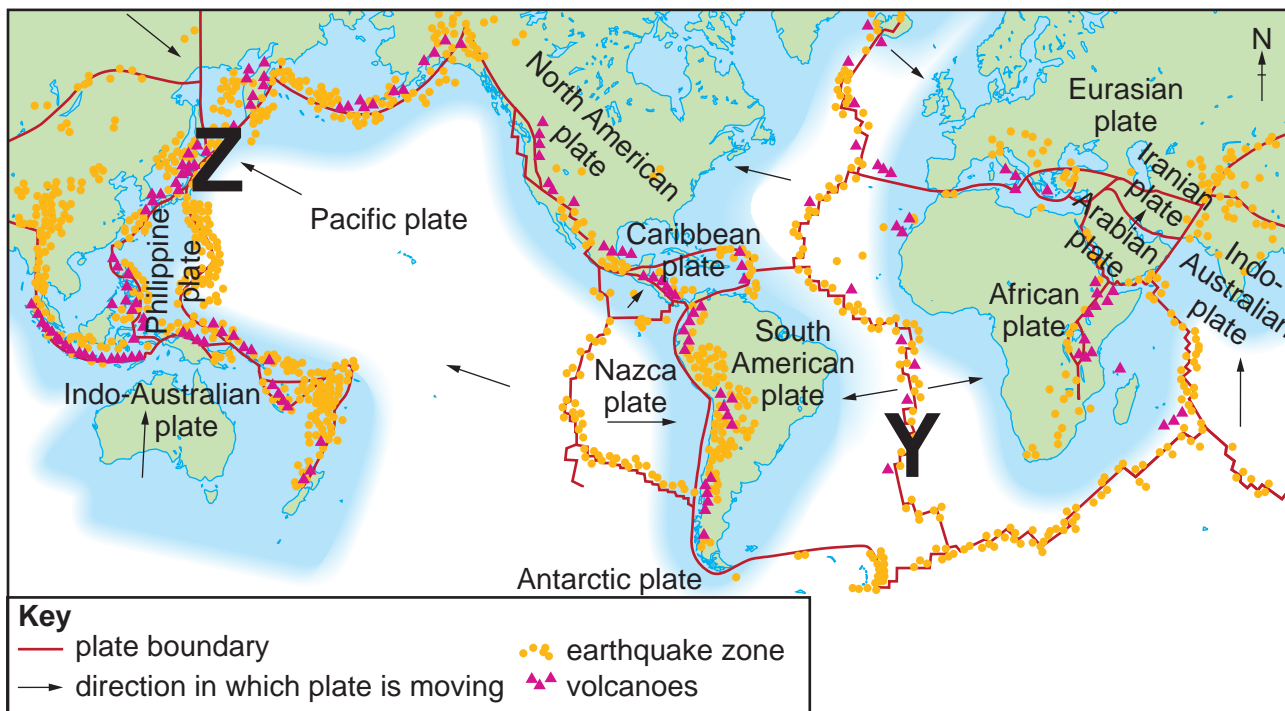 N
North American
plate
Eurasian
plate
Iranian
plate
Arabian
plate
Indo-
Australian
plate
Z
Pacific plate
Philippine
plate
Caribbean
plate
African
plate
South
American
plate
Nazca
plate
Indo-Australian
plate
Y
Antarctic plate
Key
plate boundary
direction in which plate is moving
earthquake zone
volcanoes